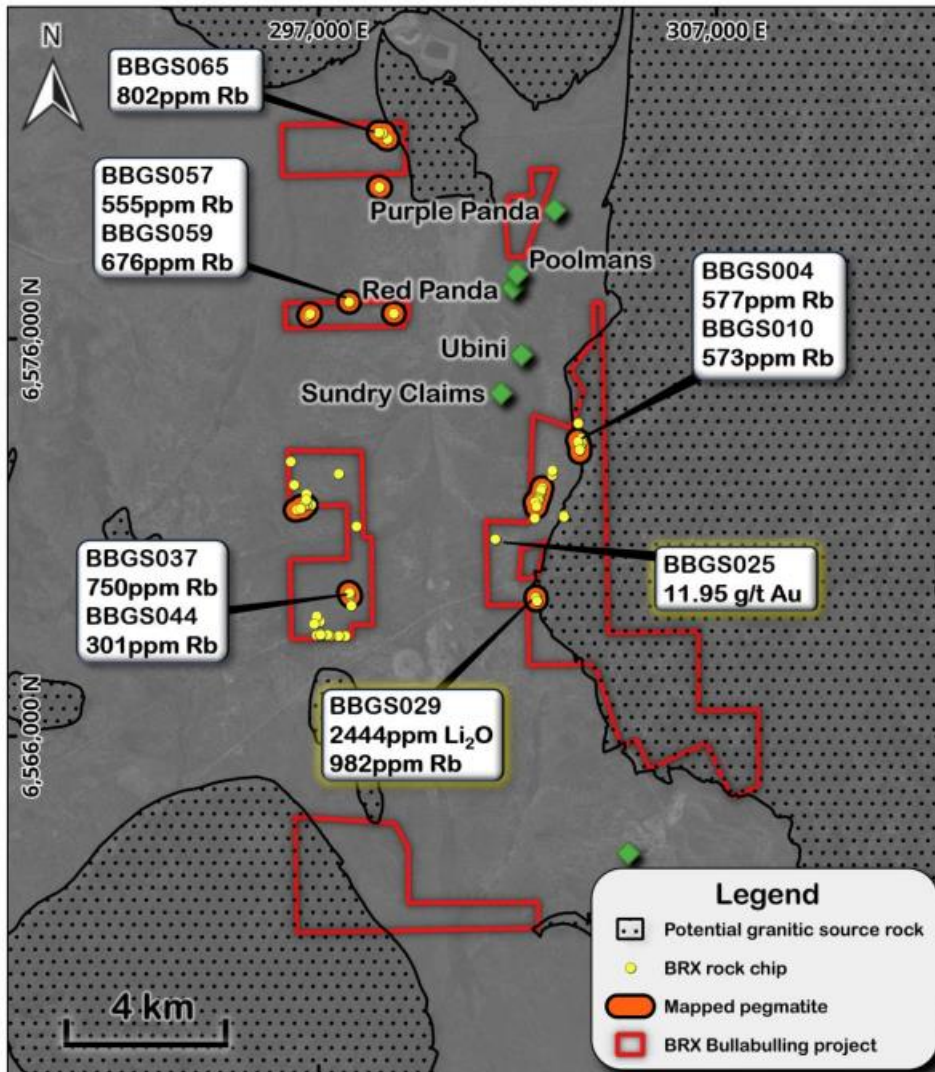 297,000 E
307,000 E
N
BBGS065
802ppm Rb
BBGS057
555ppm Rb
BBGS059
676ppm Rb
Purple Panda
Poolmans
Red Panda
BBGS004
577ppm Rb
BBGS010
573ppm Rb
6,576,000 N
Ubini
Sundry Claims
BBGS037
750ppm Rb
BBGS044
301ppm Rb
BBGS025
11.95 g/t Au
BBGS029
2444ppm Li₂O
982ppm Rb
6,566,000 N
4 km
Legend
Potential granitic source rock
BRX rock chip
Mapped pegmatite
BRX Bullabulling project